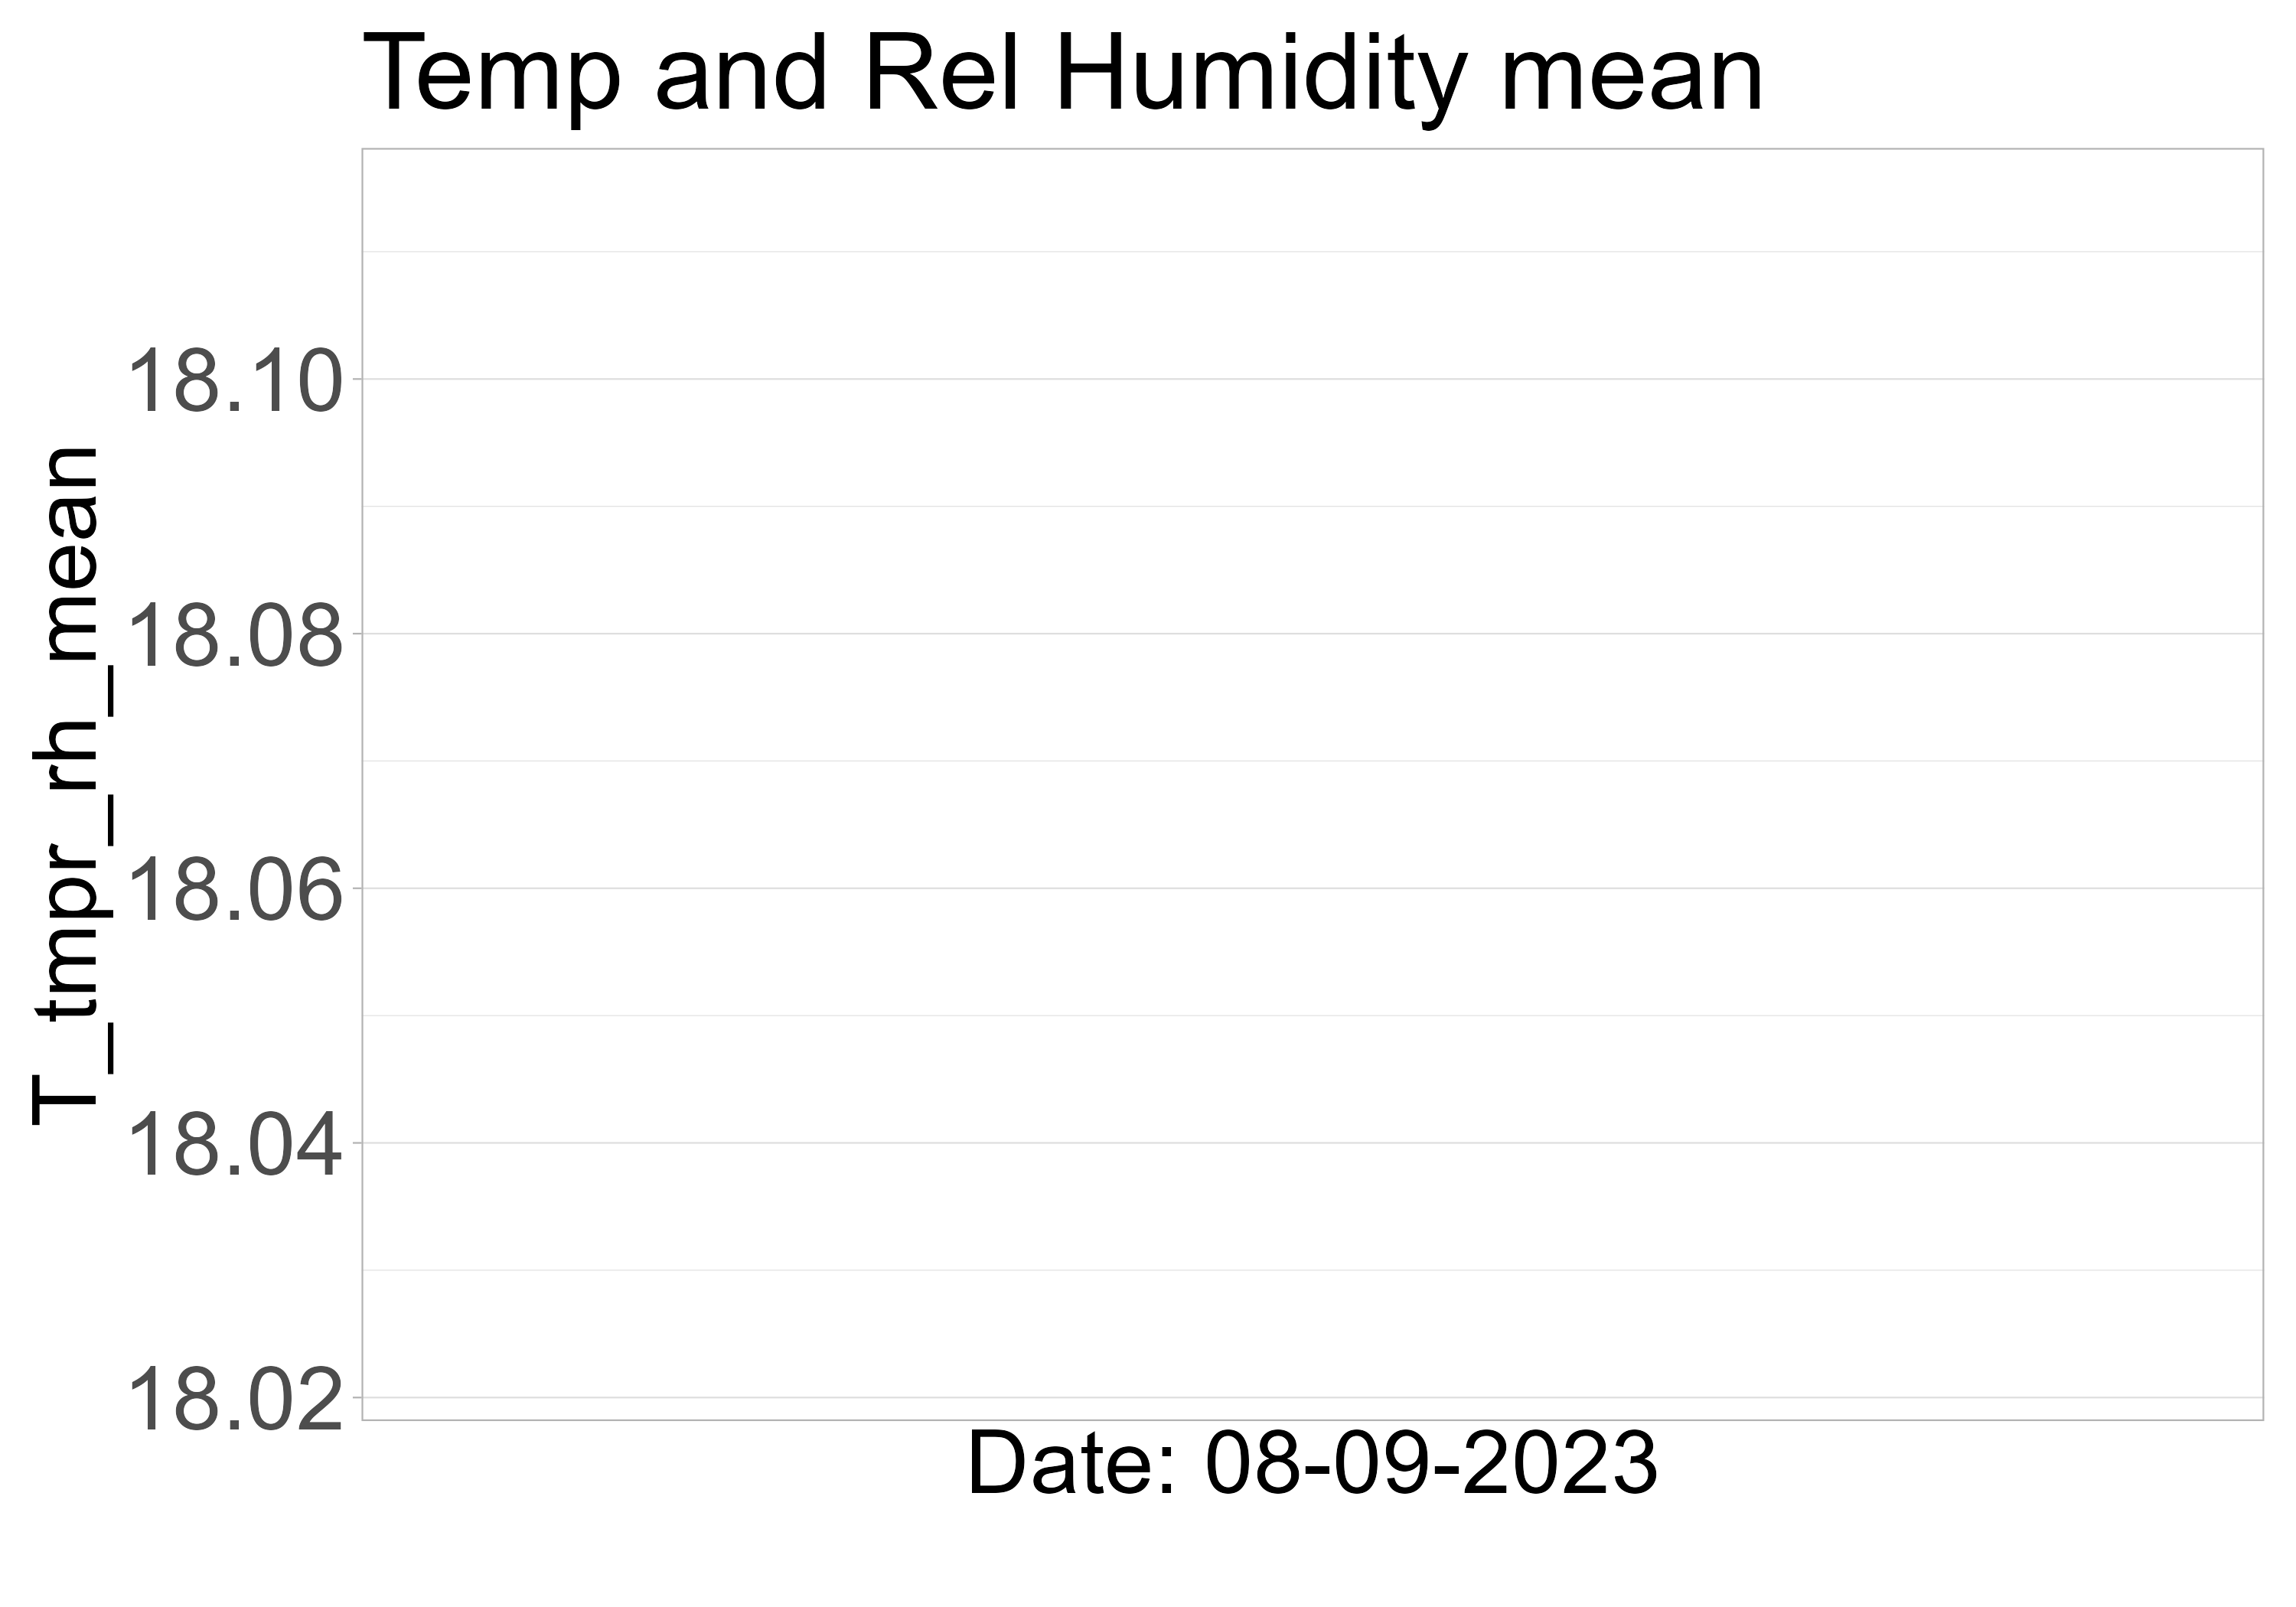 Temp and Rel Humidity mean
T_tmpr_rh_mean
18.10
18.08
18.06
18.04
18.02
Date: 08-09-2023